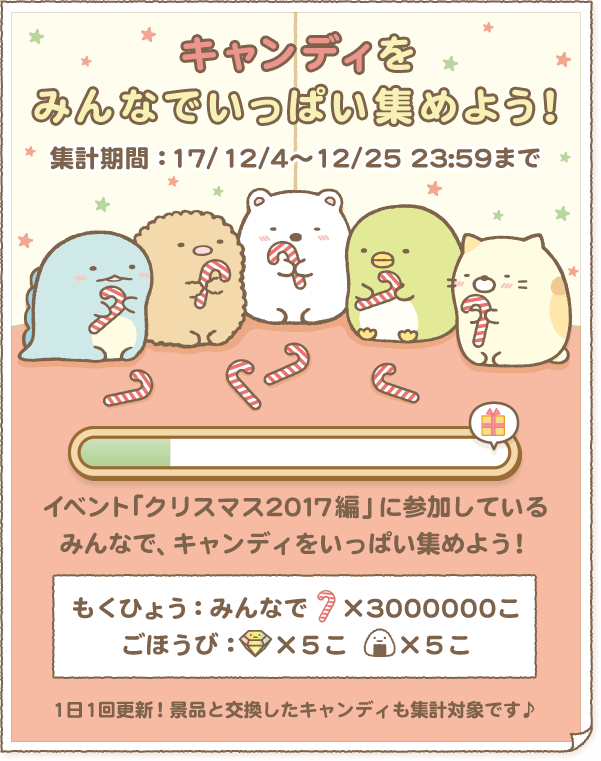 キャンディを
みんなでいっぱい集めよう!
集計期間:17/12/4〜12/25 23:59まで
イベント「クリスマス2017編」に参加している
みんなで、キャンディをいっぱい集めよう!
もくひょう:みんなで ×3000000こ
ごほうび: ×5こ ×5こ
1日1回更新!景品と交換したキャンディも集計対象です♪